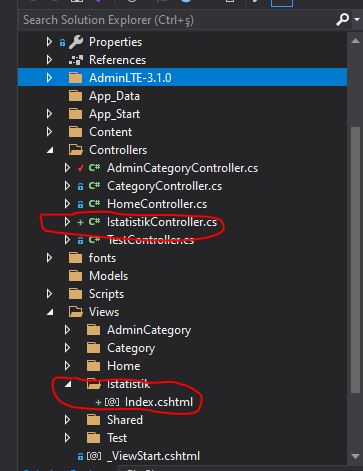 Search Solution Explorer (Ctrl+ş)
Properties
References
AdminLTE-3.1.0
App_Data
App_Start
Content
Controllers
C# AdminCategoryController.cs
C# CategoryController.cs
C# HomeController.cs
+ C# IstatistikController.cs
C# TestController.cs
fonts
Models
Scripts
Views
AdminCategory
Category
Home
Istatistik
+ [@] Index.cshtml
Shared
Test
[@] _ViewStart.cshtml